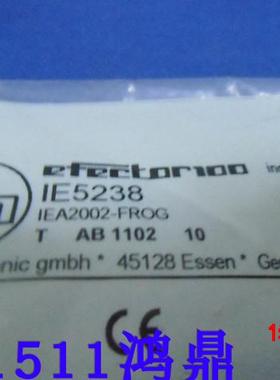 efector100 in
IE5238
IEA2002-FROG
T AB 1102 10
nic gmbh * 45128 Essen * Ge
CE
1511鸿鼎